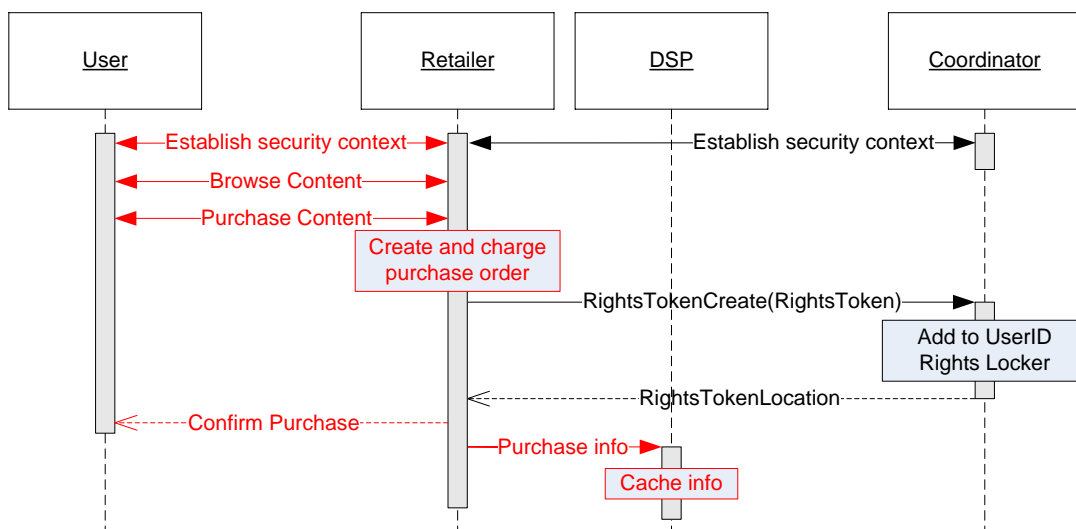 User
Retailer
DSP
Coordinator
Establish security context
Establish security context
Browse Content
Purchase Content
Create and charge
purchase order
RightsTokenCreate(RightsToken)
Add to UserID
Rights Locker
RightsTokenLocation
Confirm Purchase
Purchase info
Cache info